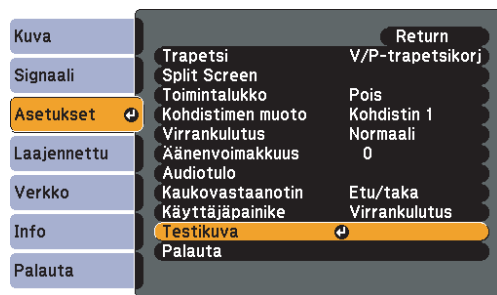 Kuva
Signaali
Asetukset
Laajennettu
Verkko
Info
Palauta
Return
Trapetsi V/P-trapetsikorj
Split Screen
Toimintalukko Pois
Kohdistimen muoto Kohdistin 1
Virrankulutus Normaali
Äänenvoimakkuus 0
Audiotulo
Kaukovastaanotin Etu/taka
Käyttäjäpainike Virrankulutus
Testikuva
Palauta